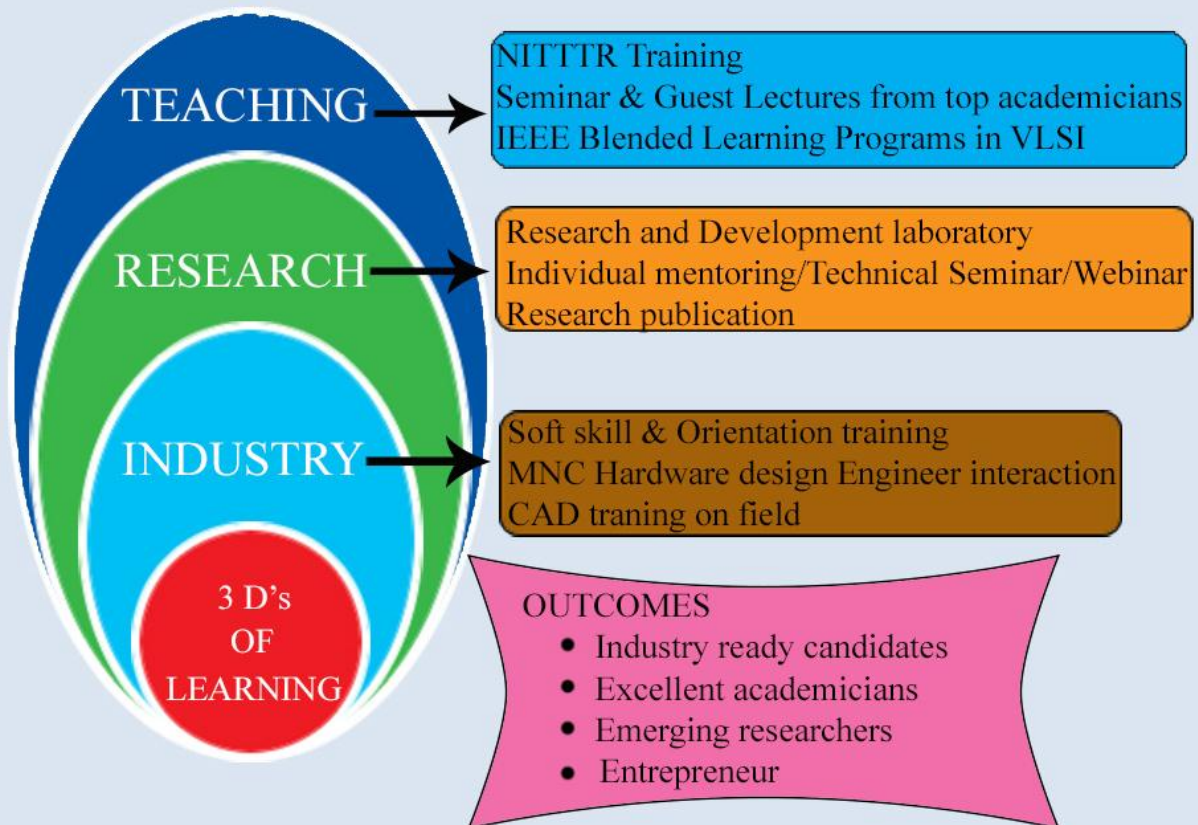 TEACHING
NITTTR Training
Seminar & Guest Lectures from top academicians
IEEE Blended Learning Programs in VLSI
RESEARCH
Research and Development laboratory
Individual mentoring/Technical Seminar/Webinar
Research publication
INDUSTRY
Soft skill & Orientation training
MNC Hardware design Engineer interaction
CAD traning on field
3 D's
OF
LEARNING
OUTCOMES
• Industry ready candidates
• Excellent academicians
• Emerging researchers
• Entrepreneur